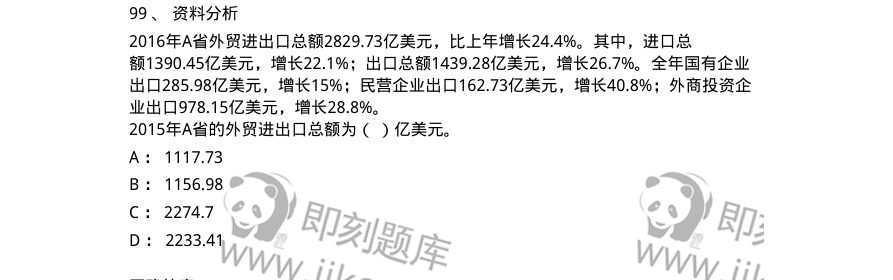 99 、 资料分析
2016年A省外贸进出口总额2829.73亿美元，比上年增长24.4%。其中，进口总
额1390.45亿美元，增长22.1%；出口总额1439.28亿美元，增长26.7%。全年国有企业
出口285.98亿美元，增长15%；民营企业出口162.73亿美元，增长40.8%；外商投资企
业出口978.15亿美元，增长28.8%。
2015年A省的外贸进出口总额为（ ）亿美元。
A： 1117.73
B： 1156.98
C： 2274.7
D： 2233.41
即刻题库
即刻题